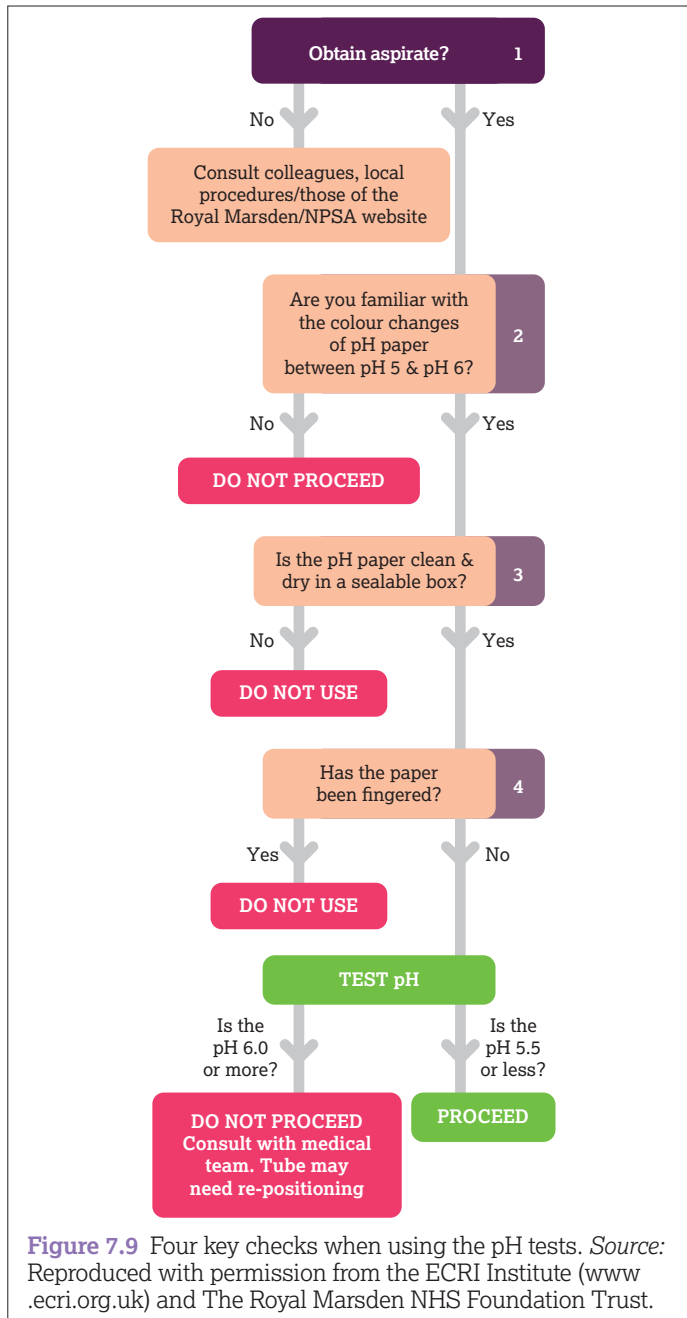 Obtain aspirate? 1
No Yes
Consult colleagues, local
procedures/those of the
Royal Marsden/NPSA website
Are you familiar with
the colour changes
of pH paper
between pH 5 & pH 6?
2
No Yes
DO NOT PROCEED
Is the pH paper clean &
dry in a sealable box?
3
No Yes
DO NOT USE
Has the paper
been fingered?
4
Yes No
DO NOT USE
TEST pH
Is the
pH 6.0
or more?
Is the
pH 5.5
or less?
DO NOT PROCEED
Consult with medical
team. Tube may
need re-positioning
PROCEED
Figure 7.9 Four key checks when using the pH tests. Source:
Reproduced with permission from the ECRI Institute (www
.ecri.org.uk) and The Royal Marsden NHS Foundation Trust.